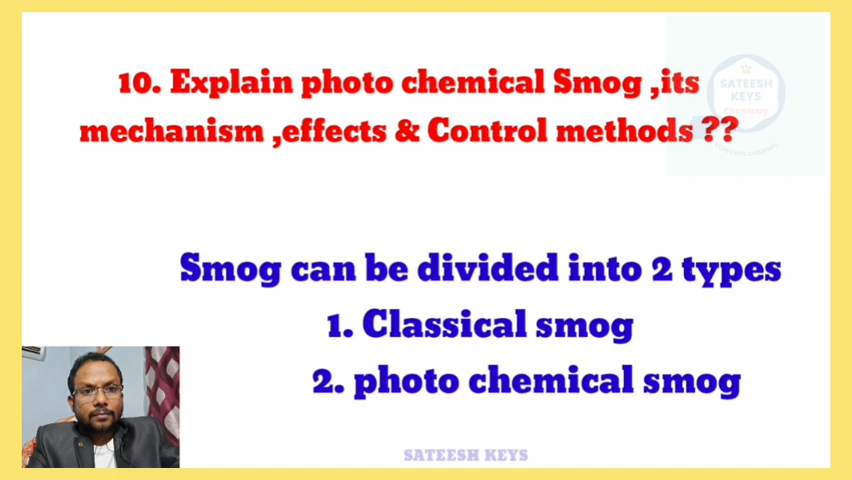 10. Explain photo chemical Smog ,its
mechanism ,effects & Control methods ??
SATEESH
KEYS
Chemistry
Smog can be divided into 2 types
1. Classical smog
2. photo chemical smog
SATEESH KEYS